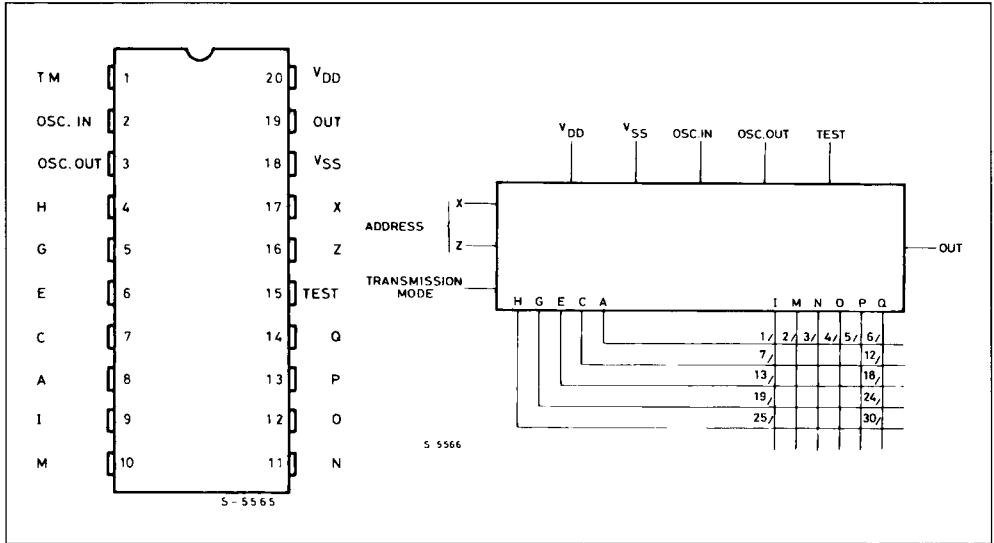 TM 1 20 VDD
OSC. IN 2 19 OUT
OSC. OUT 3 18 VSS
H 4 17 X
G 5 16 Z
E 6 15 TEST
C 7 14 Q
A 8 13 P
I 9 12 O
M 10 11 N
S-5565
VDD VSS OSC.IN OSC.OUT TEST
X
ADDRESS
Z
OUT
TRANSMISSION
MODE
H G E C A I M N O P Q
1/ 2/ 3/ 4/ 5/ 6/
7/ 12/
13/ 18/
19/ 24/
25/ 30/
S 5566